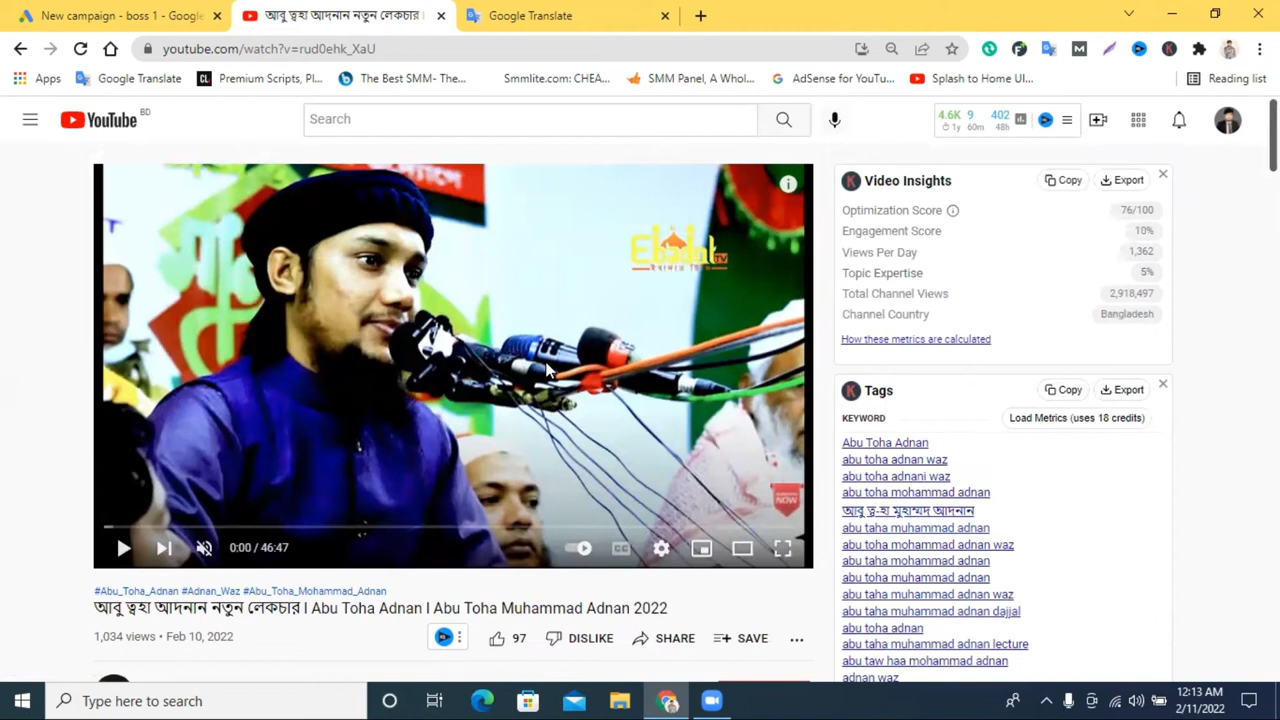 New campaign - boss 1 - Google
আবু ত্বহা আদনান নতুন লেকচার।
Google Translate
youtube.com/watch?v=rud0ehk_XaU
Apps
Google Translate
Premium Scripts, Pl...
The Best SMM- The...
Smmlite.com: CHEA...
SMM Panel, A Whol...
AdSense for YouTu...
Splash to Home UI...
Reading list
YouTube BD
Search
4.6K 9 402
1y 60m 48h
Ebadat TV
NOW
0:00 / 46:47
#Abu_Toha_Adnan #Adnan_Waz #Abu_Toha_Mohammad_Adnan
আবু ত্বহা আদনান নতুন লেকচার l Abu Toha Adnan l Abu Toha Muhammad Adnan 2022
1,034 views • Feb 10, 2022
97
DISLIKE
SHARE
SAVE
Video Insights
Copy
Export
Optimization Score 76/100
Engagement Score 10%
Views Per Day 1,362
Topic Expertise 5%
Total Channel Views 2,918,497
Channel Country Bangladesh
How these metrics are calculated
Tags
Copy
Export
KEYWORD
Load Metrics (uses 18 credits)
Abu Toha Adnan
abu toha adnan waz
abu toha adnani waz
abu toha mohammad adnan
আবু ত্ব-হা মুহাম্মদ আদনান
abu taha muhammad adnan
abu toha mohammad adnan waz
abu taha mohammad adnan
abu toha muhammad adnan
abu taha muhammad adnan waz
abu taha muhammad adnan dajjal
abu toha adnan
abu taha muhammad adnan lecture
abu taw haa mohammad adnan
adnan waz
Type here to search
12:13 AM
2/11/2022